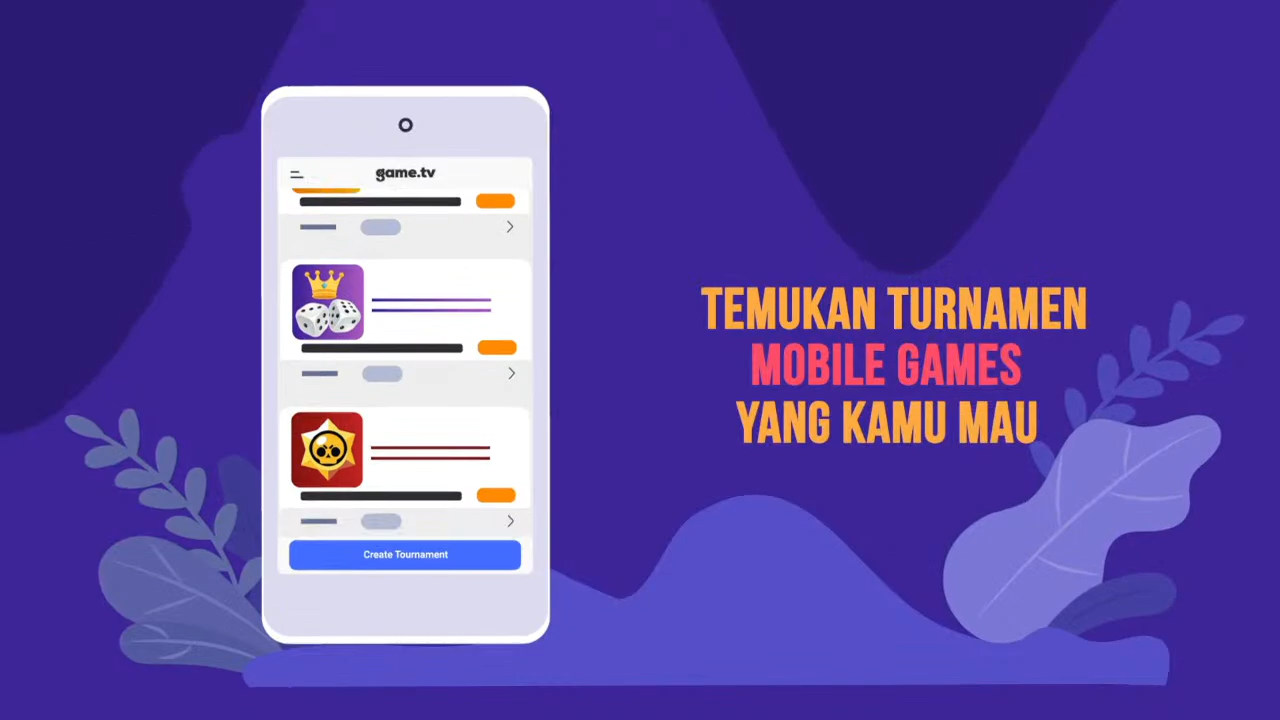 game.tv
Create Tournament
TEMUKAN TURNAMEN
MOBILE GAMES
YANG KAMU MAU